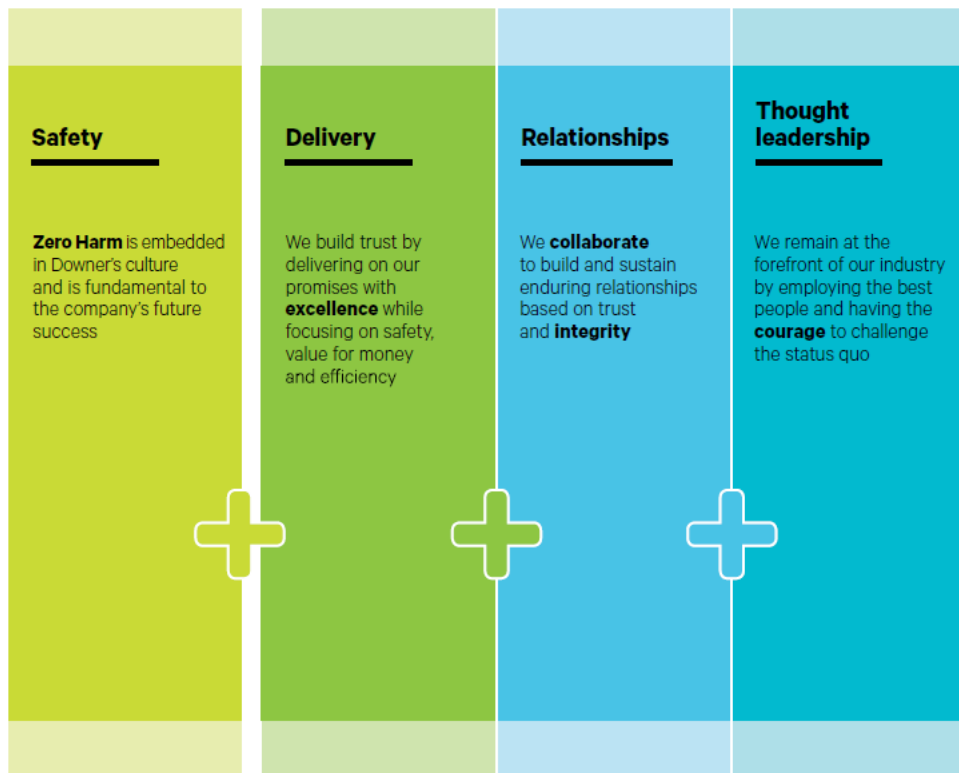 Safety
Zero Harm is embedded
in Downer's culture
and is fundamental to
the company's future
success
Delivery
We build trust by
delivering on our
promises with
excellence while
focusing on safety,
value for money
and efficiency
Relationships
We collaborate
to build and sustain
enduring relationships
based on trust
and integrity
Thought
leadership
We remain at the
forefront of our industry
by employing the best
people and having the
courage to challenge
the status quo